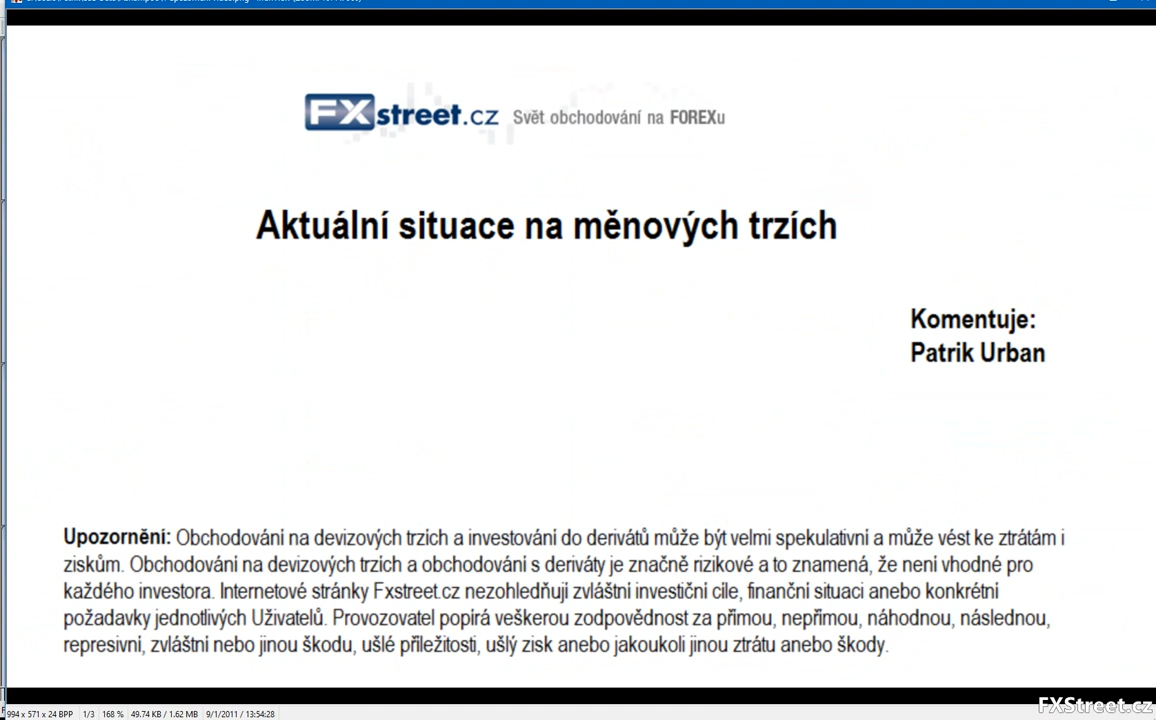 FXstreet.cz Svět obchodování na FOREXu
Aktuální situace na měnových trzích
Komentuje:
Patrik Urban
Upozornění: Obchodování na devizových trzích a investování do derivátů může být velmi spekulativní a může vést ke ztrátám i
ziskům. Obchodování na devizových trzích a obchodování s deriváty je značně rizikové a to znamená, že není vhodné pro
každého investora. Internetové stránky Fxstreet.cz nezohledňují zvláštní investiční cíle, finanční situaci anebo konkrétní
požadavky jednotlivých Uživatelů. Provozovatel popírá veškerou zodpovědnost za přímou, nepřímou, náhodnou, následnou,
represivní, zvláštní nebo jinou škodu, ušlé příležitosti, ušlý zisk anebo jakoukoli jinou ztrátu anebo škody.
FXStreet.cz
994 x 571 x 24 BPP 1/3 168 % 49.74 KB / 1.62 MB 9/1/2011 / 13:54:28